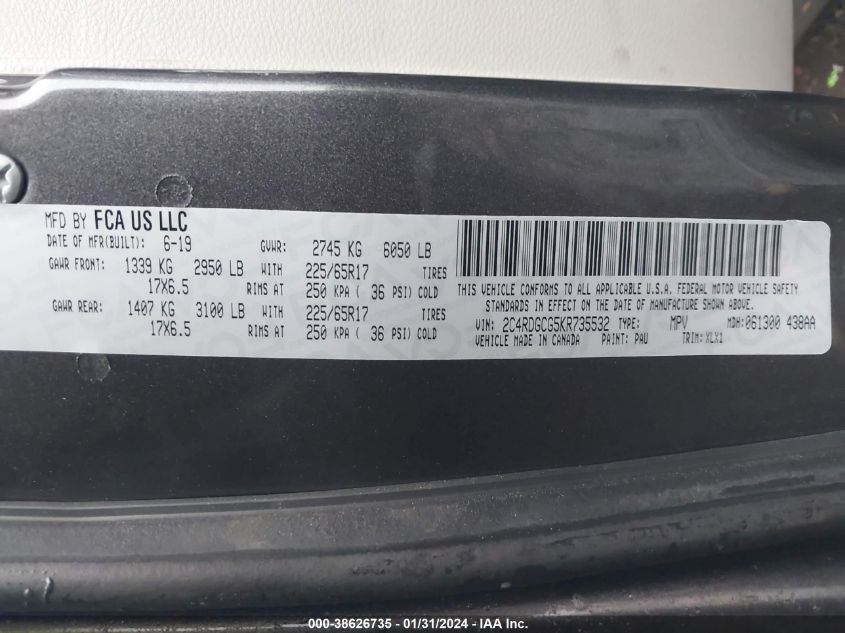 MFD BY FCA US LLC
DATE OF MFR(BUILT): 6-19 GVWR: 2745 KG 6050 LB
GAWR FRONT: 1339 KG 2950 LB WITH 225/65R17 TIRES
17X6.5 RIMS AT 250 KPA ( 36 PSI) COLD
GAWR REAR: 1407 KG 3100 LB WITH 225/65R17 TIRES
17X6.5 RIMS AT 250 KPA ( 36 PSI) COLD
THIS VEHICLE CONFORMS TO ALL APPLICABLE U.S.A. FEDERAL MOTOR VEHICLE SAFETY
STANDARDS IN EFFECT ON THE DATE OF MANUFACTURE SHOWN ABOVE.
VIN: 2C4RDGCG5KR735532 TYPE: MPV MDH: 061300 438AA
VEHICLE MADE IN CANADA PAINT: PAU TRIM: XLX1
000-38626735 - 01/31/2024 - IAA Inc.